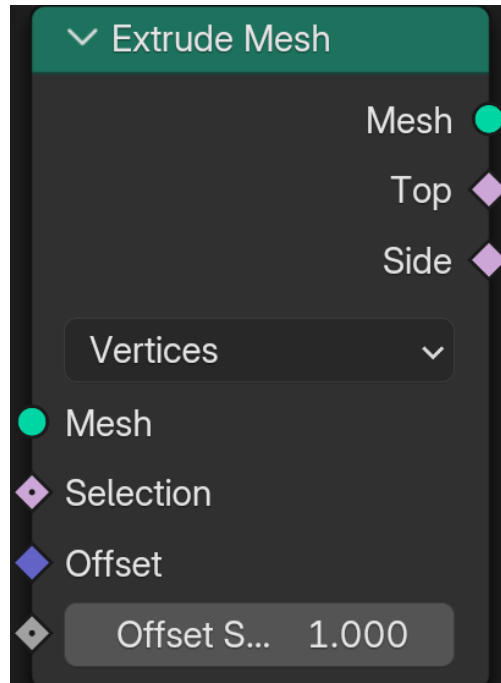 Extrude Mesh
Mesh
Top
Side
Vertices
Mesh
Selection
Offset
Offset S... 1.000